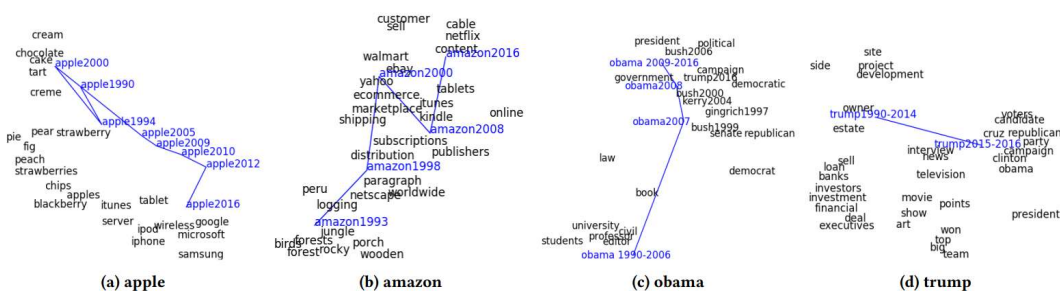 cream
chocolate
cake
apple2000
tart
creme
apple1990
apple1994
pie
pear
strawberry
apple2005
fig
apple2009
peach
apple2010
strawberries
apple2012
chips
apples
blackberry
itunes
tablet
apple2016
server
wireless
google
ipod
microsoft
iphone
samsung
(a) apple
customer
sell
cable
netflix
content
amazon2016
walmart
ebay
amazon2000
yahoo
ecommerce
tablets
marketplace
itunes
shipping
kindle
online
amazon2008
subscriptions
distribution
publishers
amazon1998
paragraph
peru
netscape
worldwide
logging
amazon1993
jungle
birds
forests
porch
forest
rocky
wooden
(b) amazon
president
political
bush2006
obama 2009-2016
campaign
government
trump2016
obama2008
democratic
bush2000
kerry2004
gingrich1997
obama2007
bush1999
senate republican
law
democrat
book
university
civil
professor
students
editor
obama 1990-2006
(c) obama
site
side
project
development
owner
trump1990-2014
voters
candidate
estate
cruz republican
trump2015-2016
party
interview
campaign
sell
news
clinton
loan
television
obama
banks
investors
investment
movie
financial
points
deal
show
president
executives
art
won
top
big
team
(d) trump